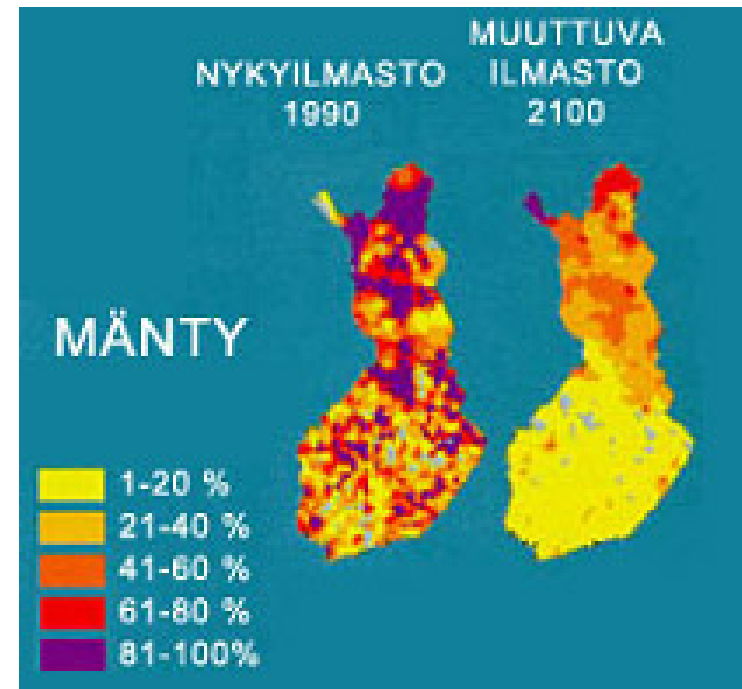 NYKYILMASTO
1990
MUUTTUVA
ILMASTO
2100
MÄNTY
1-20 %
21-40 %
41-60 %
61-80 %
81-100%